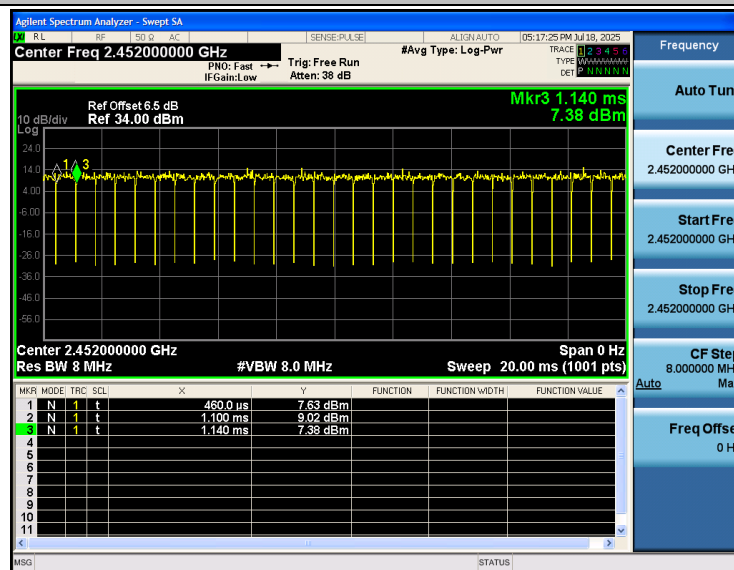 Agilent Spectrum Analyzer - Swept SA
LXI RL RF 50 Ω AC SENSE:PULSE ALIGN AUTO 05:17:25 PM Jul 18, 2025
Center Freq 2.452000000 GHz
PNO: Fast
IFGain:Low
Trig: Free Run
Atten: 38 dB
#Avg Type: Log-Pwr
TRACE 1 2 3 4 5 6
TYPE
DET P N N N N N
Ref Offset 6.5 dB
10 dB/div Ref 34.00 dBm
Log
Mkr3 1.140 ms
7.38 dBm
24.0
14.0
4.00
-6.00
-16.0
-26.0
-36.0
-46.0
-56.0
1 3
Center 2.452000000 GHz Span 0 Hz
Res BW 8 MHz #VBW 8.0 MHz Sweep 20.00 ms (1001 pts)
MKR MODE TRC SCL X Y FUNCTION FUNCTION WIDTH FUNCTION VALUE
1 N 1 t 460.0 µs 7.63 dBm
2 N 1 t 1.100 ms 9.02 dBm
3 N 1 t 1.140 ms 7.38 dBm
4
5
6
7
8
9
10
11
MSG STATUS
Frequency
Auto Tun
Center Fre
2.452000000 GH
Start Fre
2.452000000 GH
Stop Fre
2.452000000 GH
CF Step
8.000000 MH
Auto Ma
Freq Offse
0 H